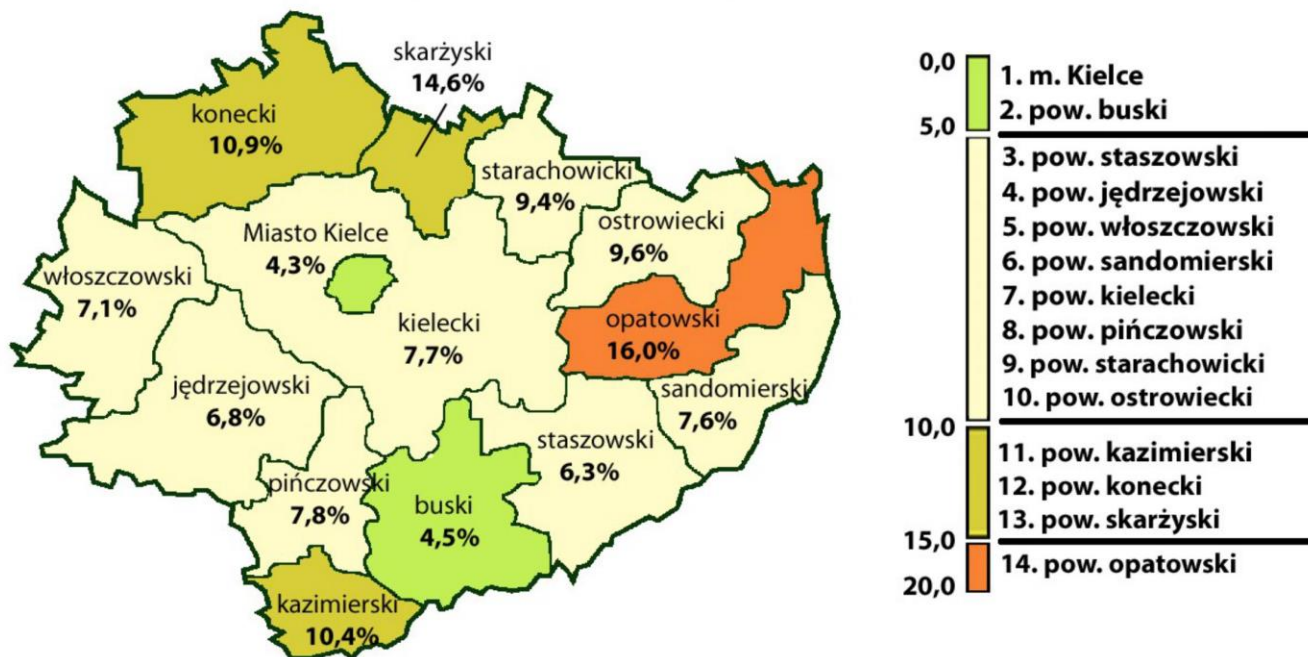 skarżyski
14,6%
konecki
10,9%
starachowicki
9,4%
ostrowiecki
9,6%
Miasto Kielce
4,3%
włoszczowski
7,1%
kielecki
7,7%
opatowski
16,0%
jędrzejowski
6,8%
sandomierski
7,6%
staszowski
6,3%
pińczowski
7,8%
buski
4,5%
kazimierski
10,4%
0,0
1. m. Kielce
2. pow. buski
5,0
3. pow. staszowski
4. pow. jędrzejowski
5. pow. włoszczowski
6. pow. sandomierski
7. pow. kielecki
8. pow. pińczowski
9. pow. starachowicki
10. pow. ostrowiecki
10,0
11. pow. kazimierski
12. pow. konecki
13. pow. skarżyski
15,0
14. pow. opatowski
20,0